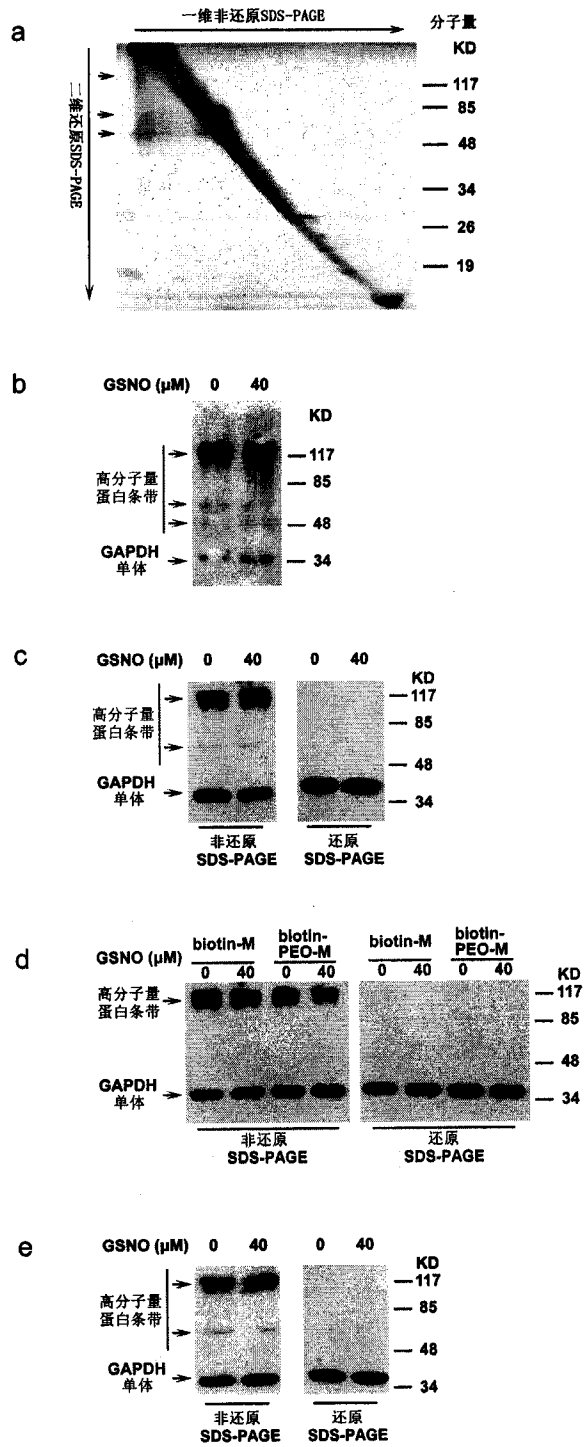 a
一维非还原SDS-PAGE
分子量
KD
二维还原SDS-PAGE
117
85
48
34
26
19
b
GSNO (μM) 0 40
KD
高分子量
蛋白条带
117
85
48
GAPDH
单体
34
c
GSNO (μM) 0 40 0 40
KD
高分子量
蛋白条带
117
85
48
GAPDH
单体
34
非还原
SDS-PAGE
还原
SDS-PAGE
d
biotin-M biotin-PEO-M biotin-M biotin-PEO-M
GSNO (μM) 0 40 0 40 0 40 0 40
KD
高分子量
蛋白条带
117
85
48
GAPDH
单体
34
非还原
SDS-PAGE
还原
SDS-PAGE
e
GSNO (μM) 0 40 0 40
KD
高分子量
蛋白条带
117
85
48
GAPDH
单体
34
非还原
SDS-PAGE
还原
SDS-PAGE